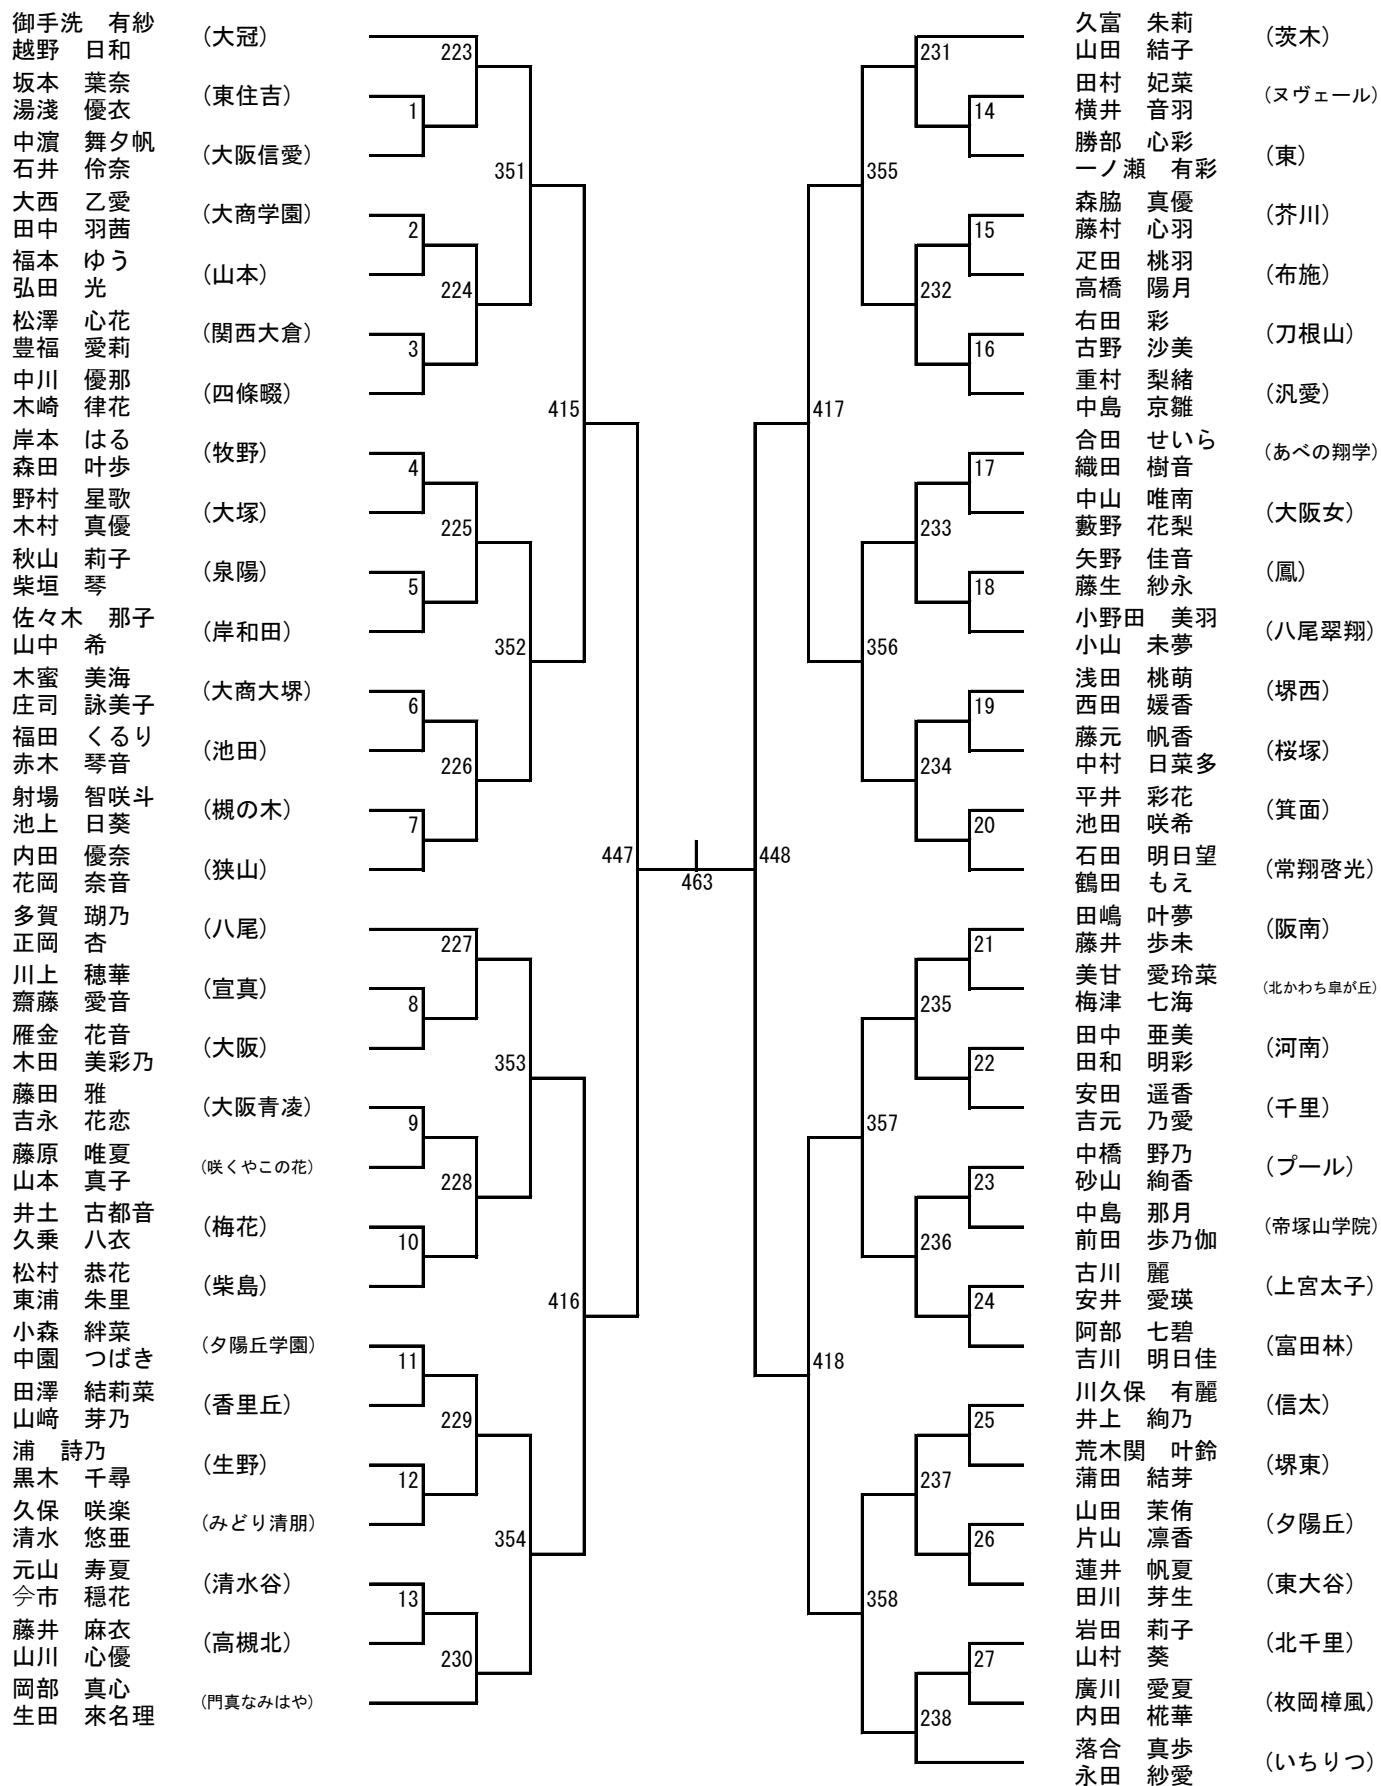 御手洗　有紗
越野　日和
（大冠）
坂本　葉奈
湯淺　優衣
（東住吉）
中濵　舞夕帆
石井　伶奈
（大阪信愛）
大西　乙愛
田中　羽茜
（大商学園）
福本　ゆう
弘田　光
（山本）
松澤　心花
豊福　愛莉
（関西大倉）
中川　優那
木崎　律花
（四條畷）
岸本　はる
森田　叶歩
（牧野）
野村　星歌
木村　真優
（大塚）
秋山　莉子
柴垣　琴
（泉陽）
佐々木　那子
山中　希
（岸和田）
木蜜　美海
庄司　詠美子
（大商大堺）
福田　くるり
赤木　琴音
（池田）
射場　智咲斗
池上　日葵
（槻の木）
内田　優奈
花岡　奈音
（狭山）
多賀　瑚乃
正岡　杏
（八尾）
川上　穂華
齋藤　愛音
（宣真）
雁金　花音
木田　美彩乃
（大阪）
藤田　雅
吉永　花恋
（大阪青凌）
藤原　唯夏
山本　真子
（咲くやこの花）
井土　古都音
久乗　八衣
（梅花）
松村　恭花
東浦　朱里
（柴島）
小森　絆菜
中園　つばき
（夕陽丘学園）
田澤　結莉菜
山﨑　芽乃
（香里丘）
浦　詩乃
黒木　千尋
（生野）
久保　咲楽
清水　悠亜
（みどり清朋）
元山　寿夏
今市　穏花
（清水谷）
藤井　麻衣
山川　心優
（高槻北）
岡部　真心
生田　來名理
（門真なみはや）
223
1
351
2
224
3
415
4
225
5
352
6
226
7
447
227
8
353
9
228
10
416
11
229
12
354
13
230
463
448
231
14
355
15
232
16
417
17
233
18
356
19
234
20
21
235
22
357
23
236
24
418
25
237
26
358
27
238
久富　朱莉
山田　結子
（茨木）
田村　妃菜
横井　音羽
（ヌヴェール）
勝部　心彩
一ノ瀬　有彩
（東）
森脇　真優
藤村　心羽
（芥川）
疋田　桃羽
高橋　陽月
（布施）
右田　彩
古野　沙美
（刀根山）
重村　梨緒
中島　京雛
（汎愛）
合田　せいら
織田　樹音
（あべの翔学）
中山　唯南
藪野　花梨
（大阪女）
矢野　佳音
藤生　紗永
（鳳）
小野田　美羽
小山　未夢
（八尾翠翔）
浅田　桃萌
西田　媛香
（堺西）
藤元　帆香
中村　日菜多
（桜塚）
平井　彩花
池田　咲希
（箕面）
石田　明日望
鶴田　もえ
（常翔啓光）
田嶋　叶夢
藤井　歩未
（阪南）
美甘　愛玲菜
梅津　七海
（北かわち皐が丘）
田中　亜美
田和　明彩
（河南）
安田　遥香
吉元　乃愛
（千里）
中橋　野乃
砂山　絢香
（プール）
中島　那月
前田　歩乃伽
（帝塚山学院）
古川　麗
安井　愛瑛
（上宮太子）
阿部　七碧
吉川　明日佳
（富田林）
川久保　有麗
井上　絢乃
（信太）
荒木関　叶鈴
蒲田　結芽
（堺東）
山田　茉侑
片山　凛香
（夕陽丘）
蓮井　帆夏
田川　芽生
（東大谷）
岩田　莉子
山村　葵
（北千里）
廣川　愛夏
内田　椛華
（枚岡樟風）
落合　真歩
永田　紗愛
（いちりつ）